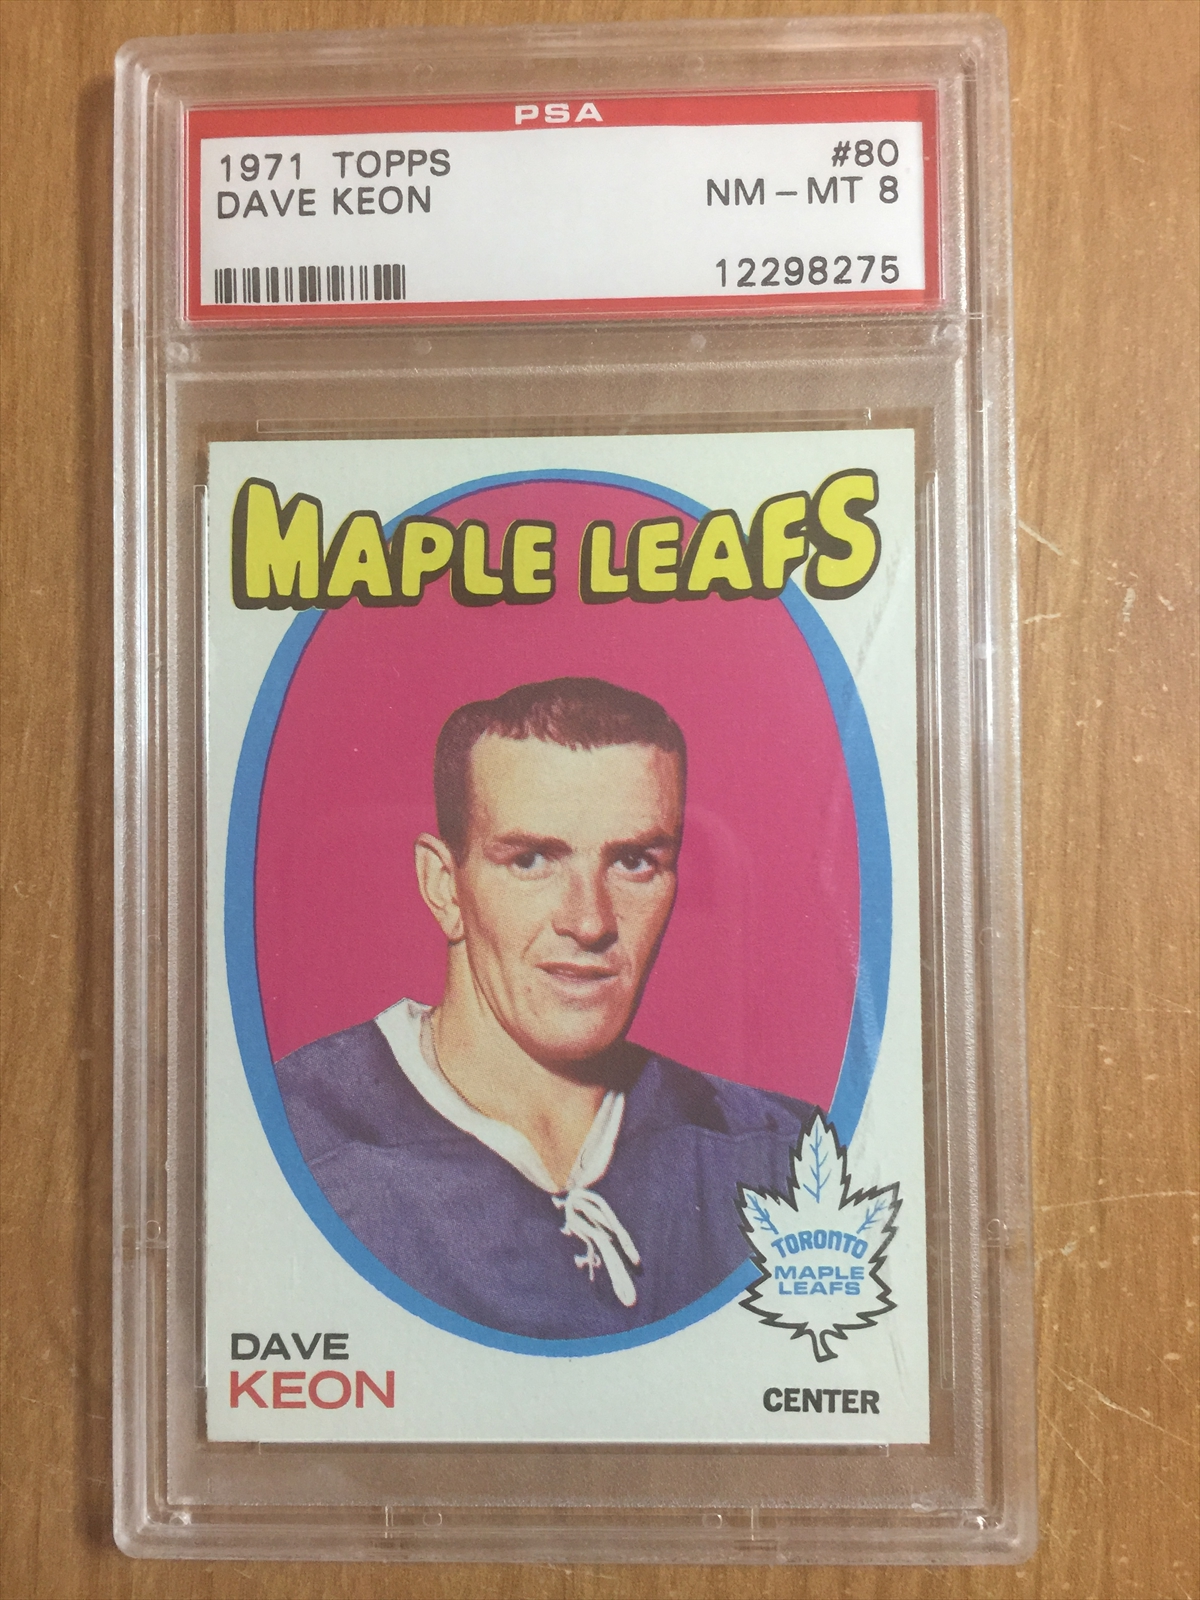 PSA
1971 TOPPS #80
DAVE KEON NM-MT 8
12298275
MAPLE LEAFS
TORONTO
MAPLE
LEAFS
DAVE
KEON
CENTER